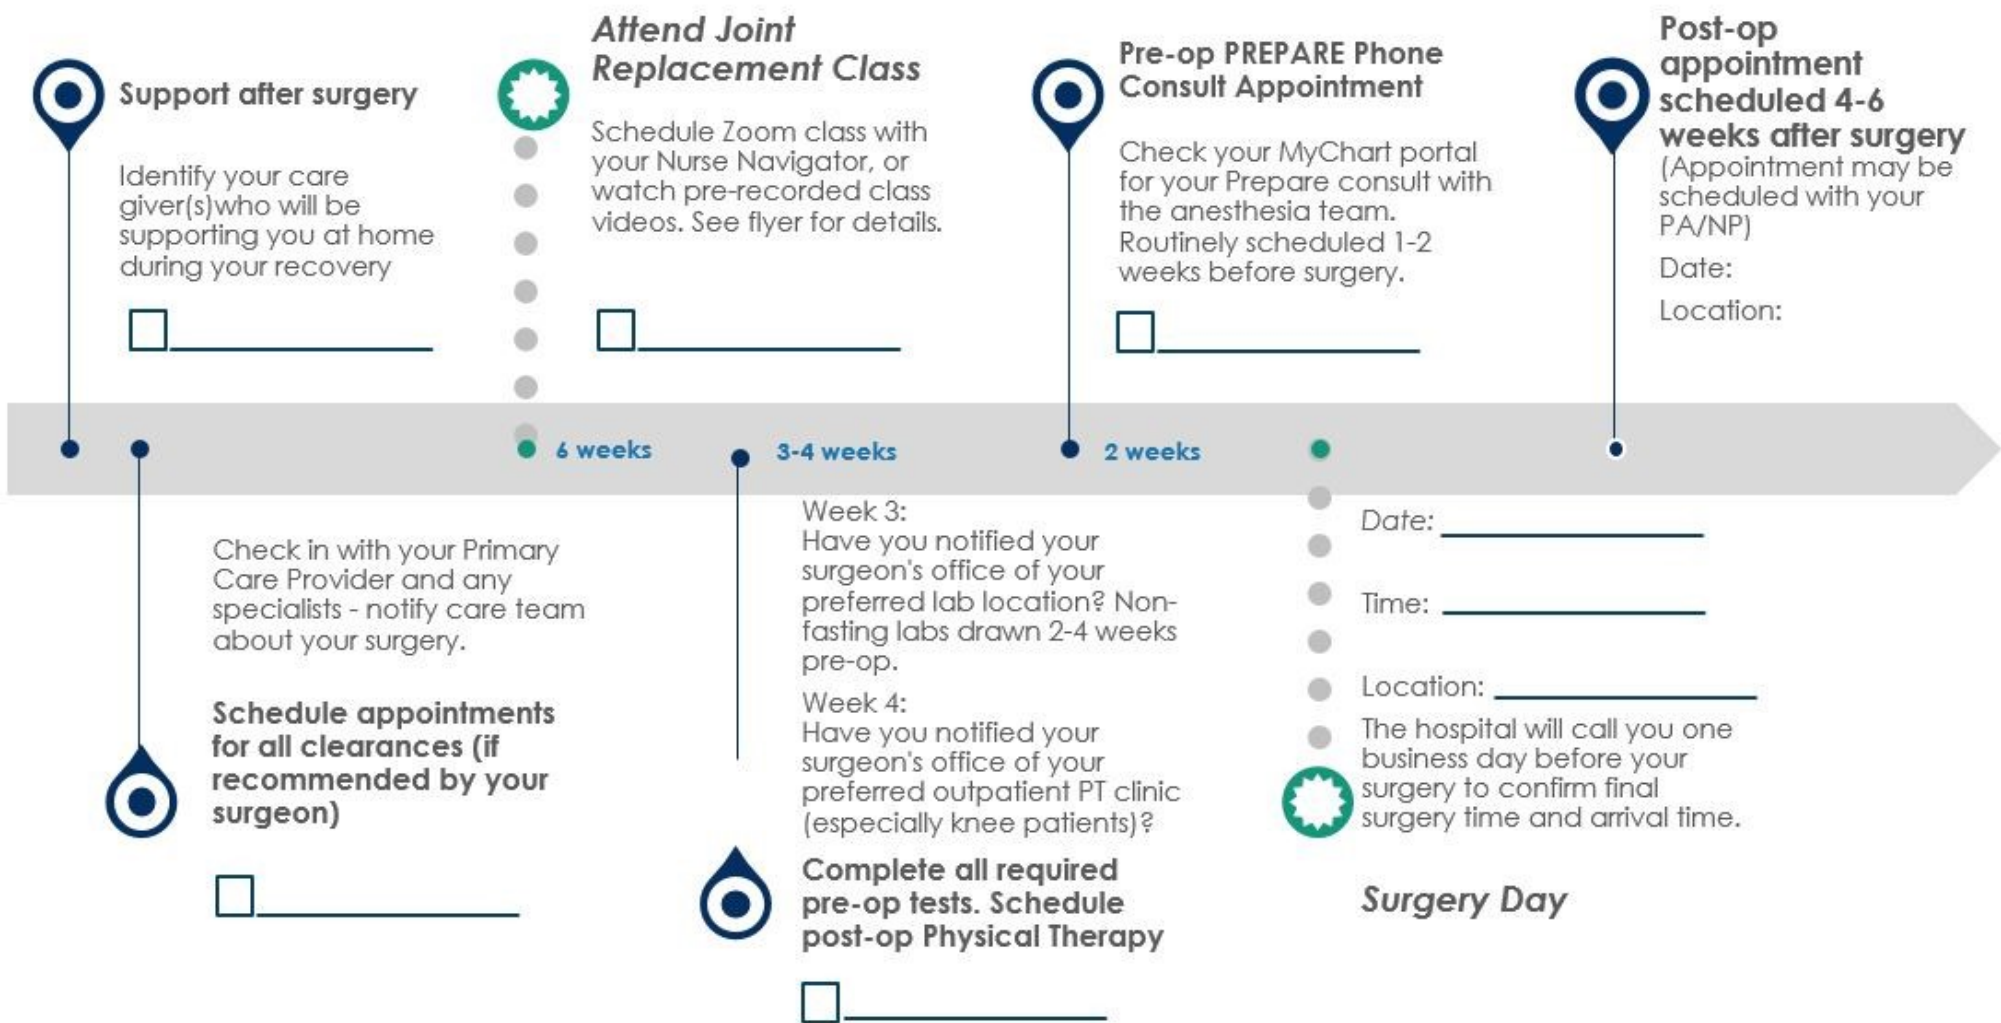 Support after surgery
Identify your care
giver(s)who will be
supporting you at home
during your recovery
Attend Joint
Replacement Class
Schedule Zoom class with
your Nurse Navigator, or
watch pre-recorded class
videos. See flyer for details.
Pre-op PREPARE Phone
Consult Appointment
Check your MyChart portal
for your Prepare consult with
the anesthesia team.
Routinely scheduled 1-2
weeks before surgery.
Post-op
appointment
scheduled 4-6
weeks after surgery
(Appointment may be
scheduled with your
PA/NP)
Date:
Location:
6 weeks
3-4 weeks
2 weeks
Check in with your Primary
Care Provider and any
specialists - notify care team
about your surgery.
Schedule appointments
for all clearances (if
recommended by your
surgeon)
Week 3:
Have you notified your
surgeon's office of your
preferred lab location? Non-
fasting labs drawn 2-4 weeks
pre-op.
Week 4:
Have you notified your
surgeon's office of your
preferred outpatient PT clinic
(especially knee patients)?
Complete all required
pre-op tests. Schedule
post-op Physical Therapy
Date:
Time:
Location:
The hospital will call you one
business day before your
surgery to confirm final
surgery time and arrival time.
Surgery Day